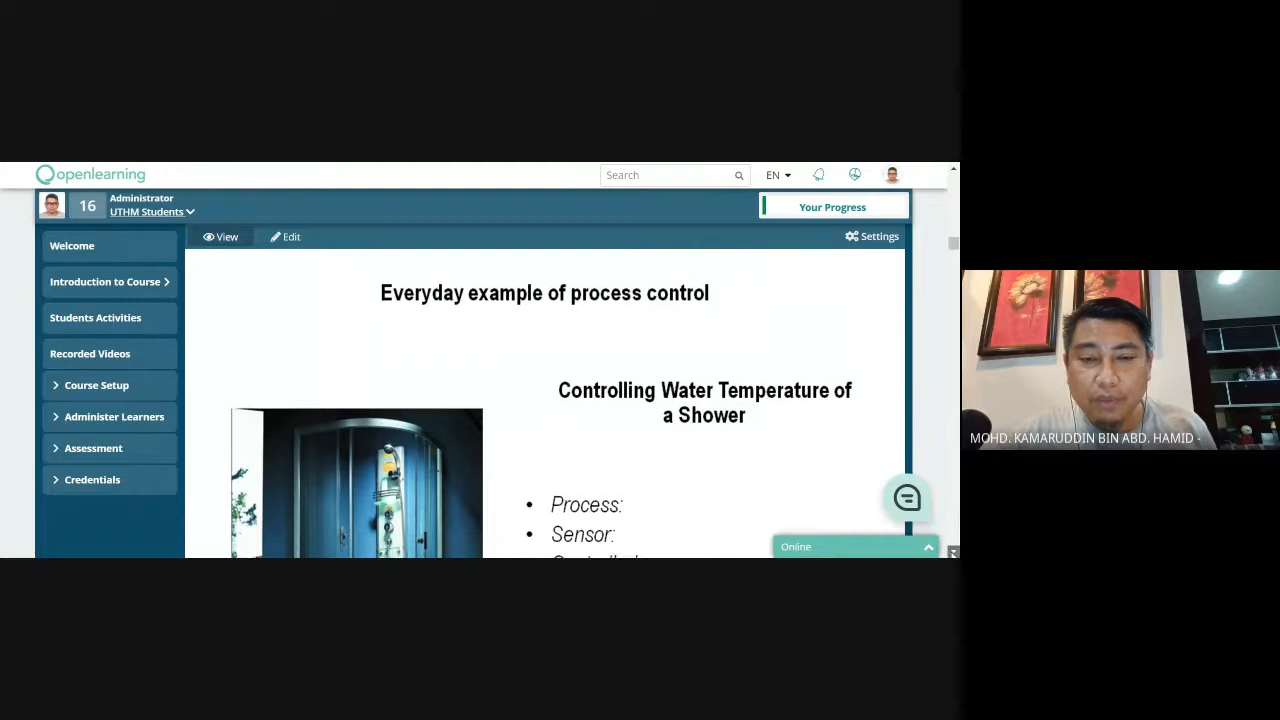 openlearning
Search
EN
16
Administrator
UTHM Students
Your Progress
View
Edit
Settings
Welcome
Introduction to Course
Students Activities
Recorded Videos
Course Setup
Administer Learners
Assessment
Credentials
Everyday example of process control
Controlling Water Temperature of
a Shower
• Process:
• Sensor:
Online
MOHD. KAMARUDDIN BIN ABD. HAMID -